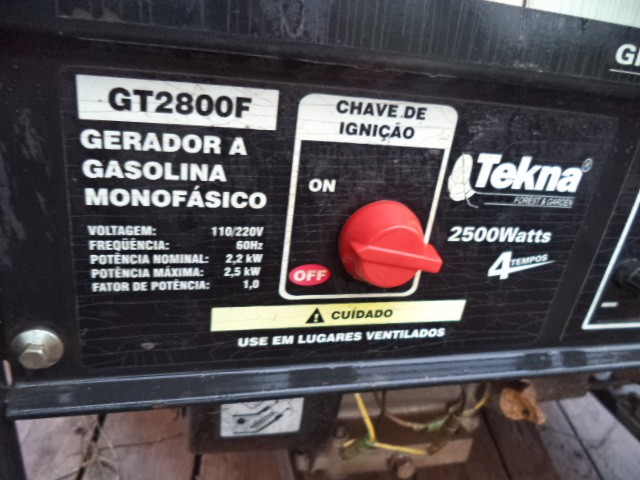 GT2800F
GERADOR A
GASOLINA
MONOFÁSICO
VOLTAGEM: 110/220V
FREQÜÊNCIA: 60Hz
POTÊNCIA NOMINAL: 2,2 kW
POTÊNCIA MÁXIMA: 2,5 kW
FATOR DE POTÊNCIA: 1,0
CHAVE DE
IGNIÇÃO
ON
OFF
Tekna®
FOREST & GARDEN
2500Watts
4 TEMPOS
CUÍDADO
USE EM LUGARES VENTILADOS